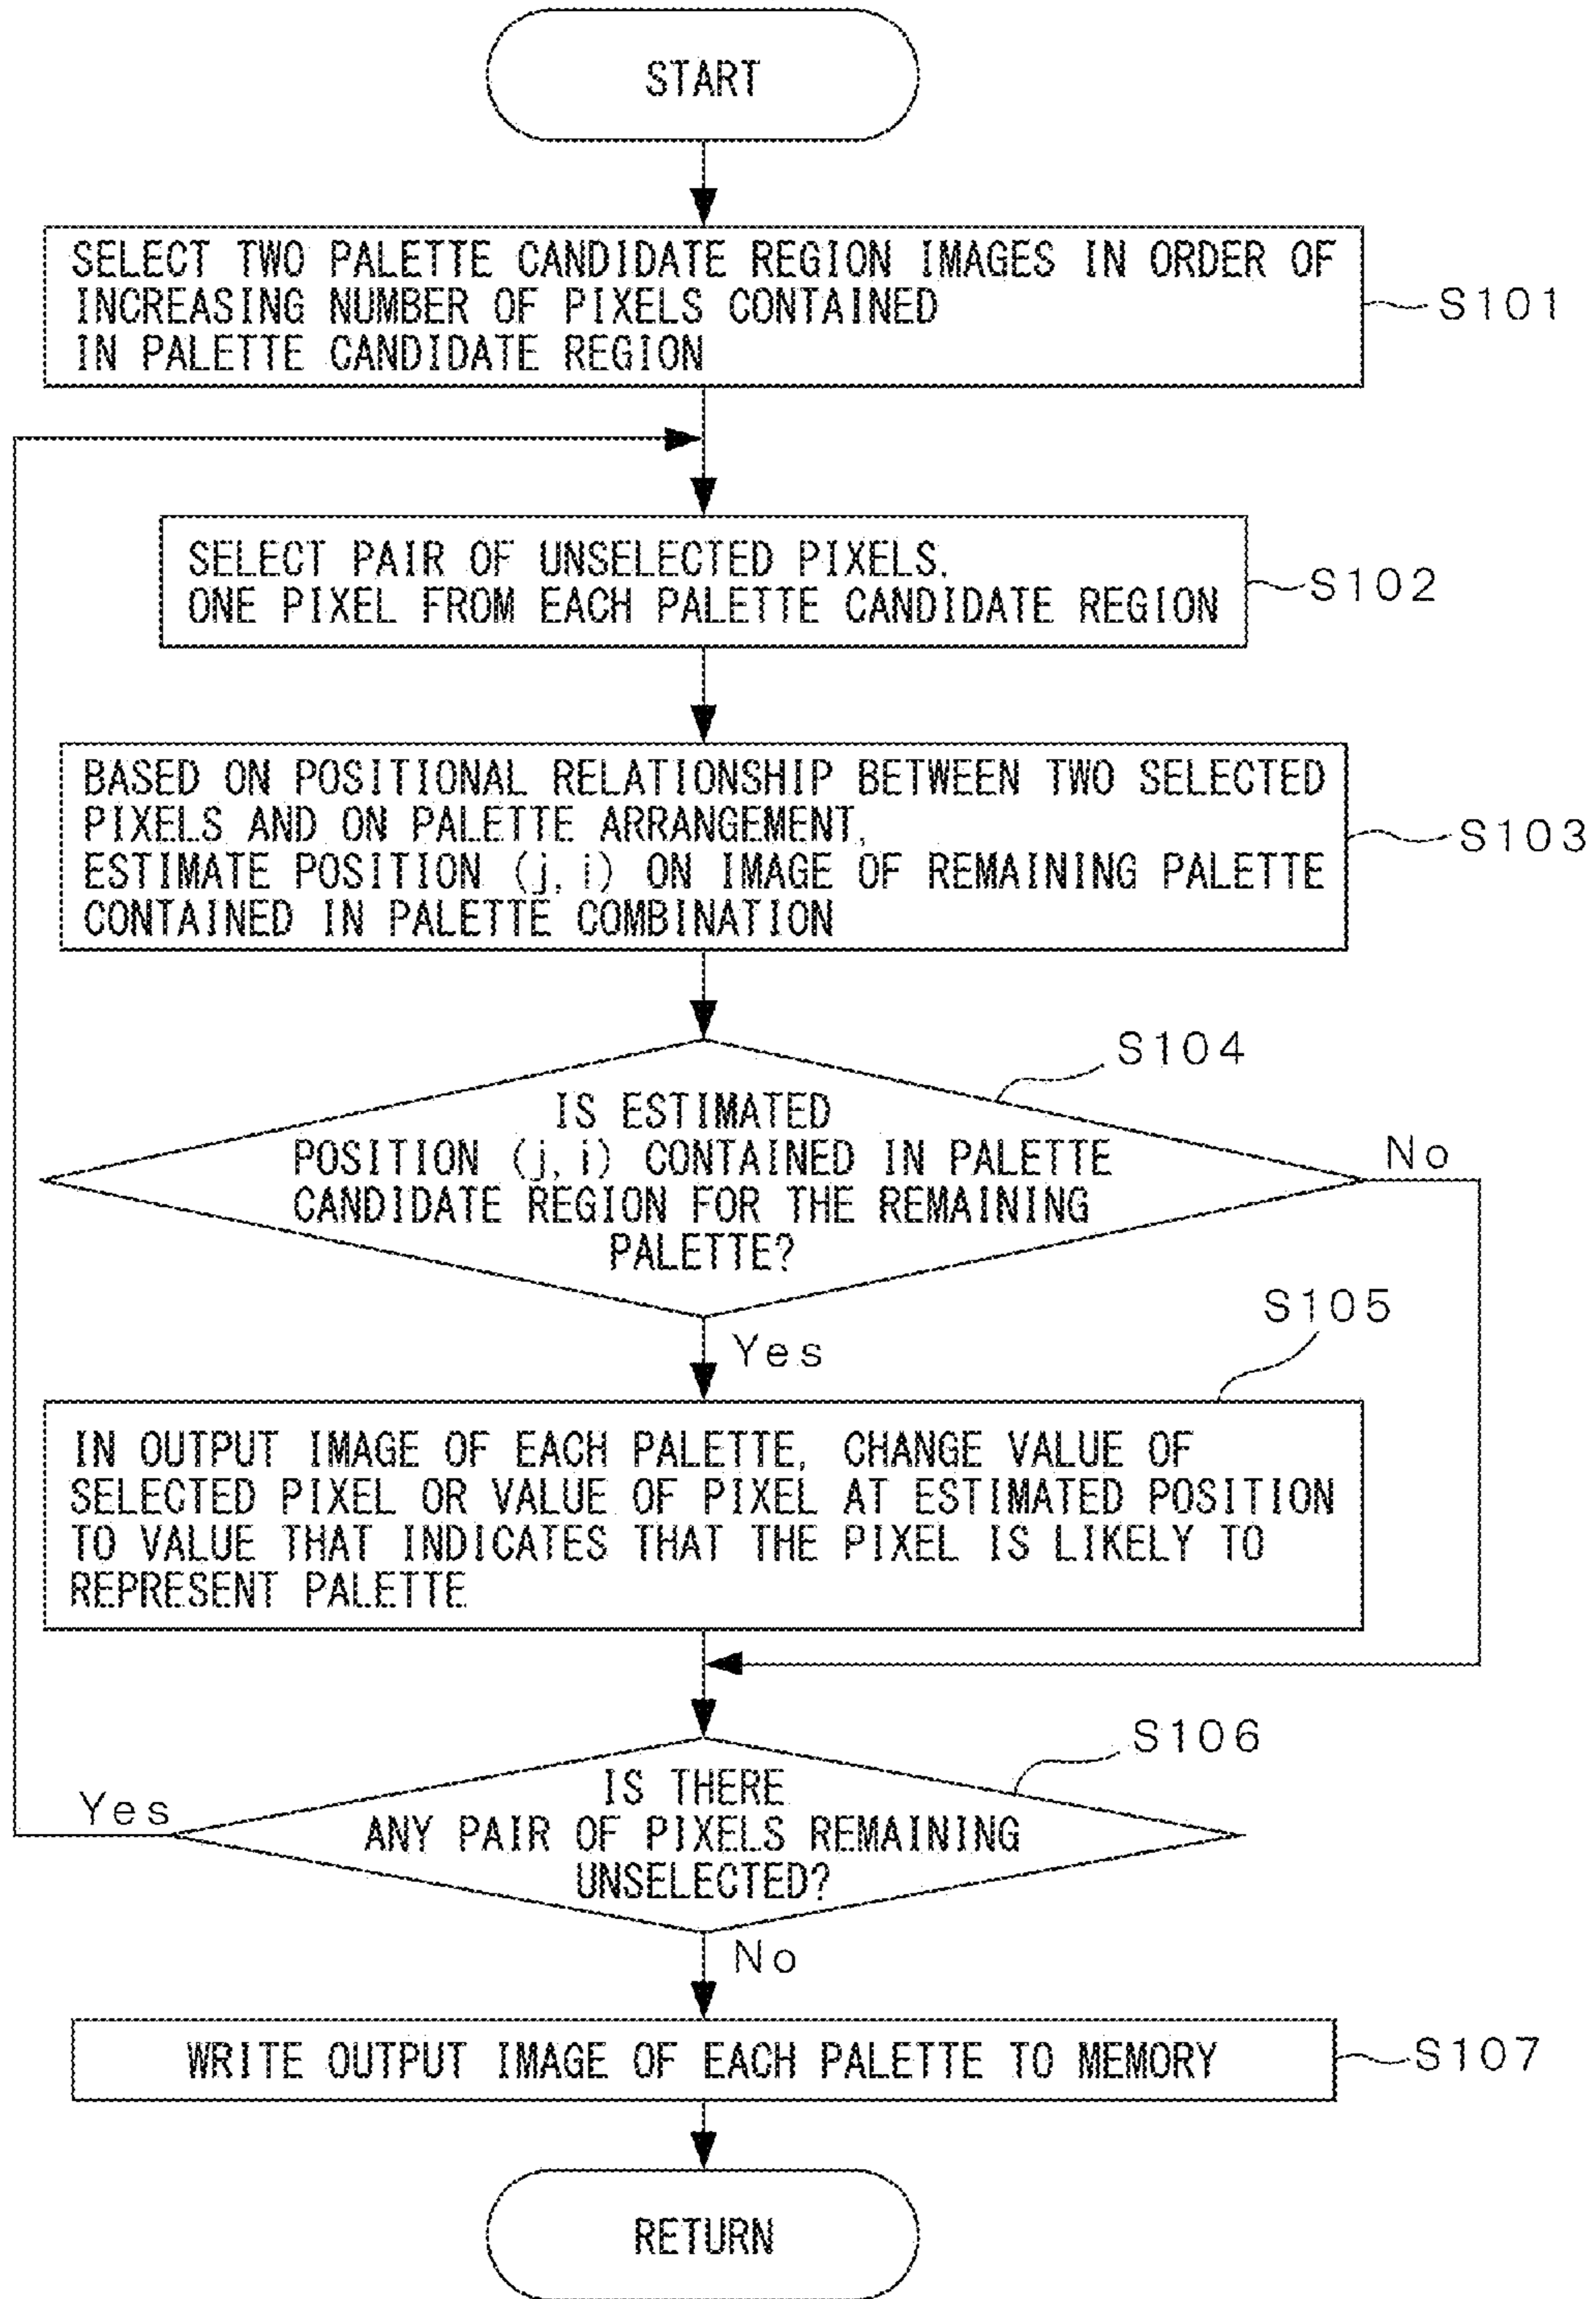 START
SELECT TWO PALETTE CANDIDATE REGION IMAGES IN ORDER OF
INCREASING NUMBER OF PIXELS CONTAINED
IN PALETTE CANDIDATE REGION
S101
SELECT PAIR OF UNSELECTED PIXELS,
ONE PIXEL FROM EACH PALETTE CANDIDATE REGION
S102
BASED ON POSITIONAL RELATIONSHIP BETWEEN TWO SELECTED
PIXELS AND ON PALETTE ARRANGEMENT,
ESTIMATE POSITION (j, i) ON IMAGE OF REMAINING PALETTE
CONTAINED IN PALETTE COMBINATION
S103
S104
IS ESTIMATED
POSITION (j, i) CONTAINED IN PALETTE
CANDIDATE REGION FOR THE REMAINING
PALETTE?
No
Yes
S105
IN OUTPUT IMAGE OF EACH PALETTE, CHANGE VALUE OF
SELECTED PIXEL OR VALUE OF PIXEL AT ESTIMATED POSITION
TO VALUE THAT INDICATES THAT THE PIXEL IS LIKELY TO
REPRESENT PALETTE
S106
IS THERE
ANY PAIR OF PIXELS REMAINING
UNSELECTED?
Yes
No
WRITE OUTPUT IMAGE OF EACH PALETTE TO MEMORY
S107
RETURN